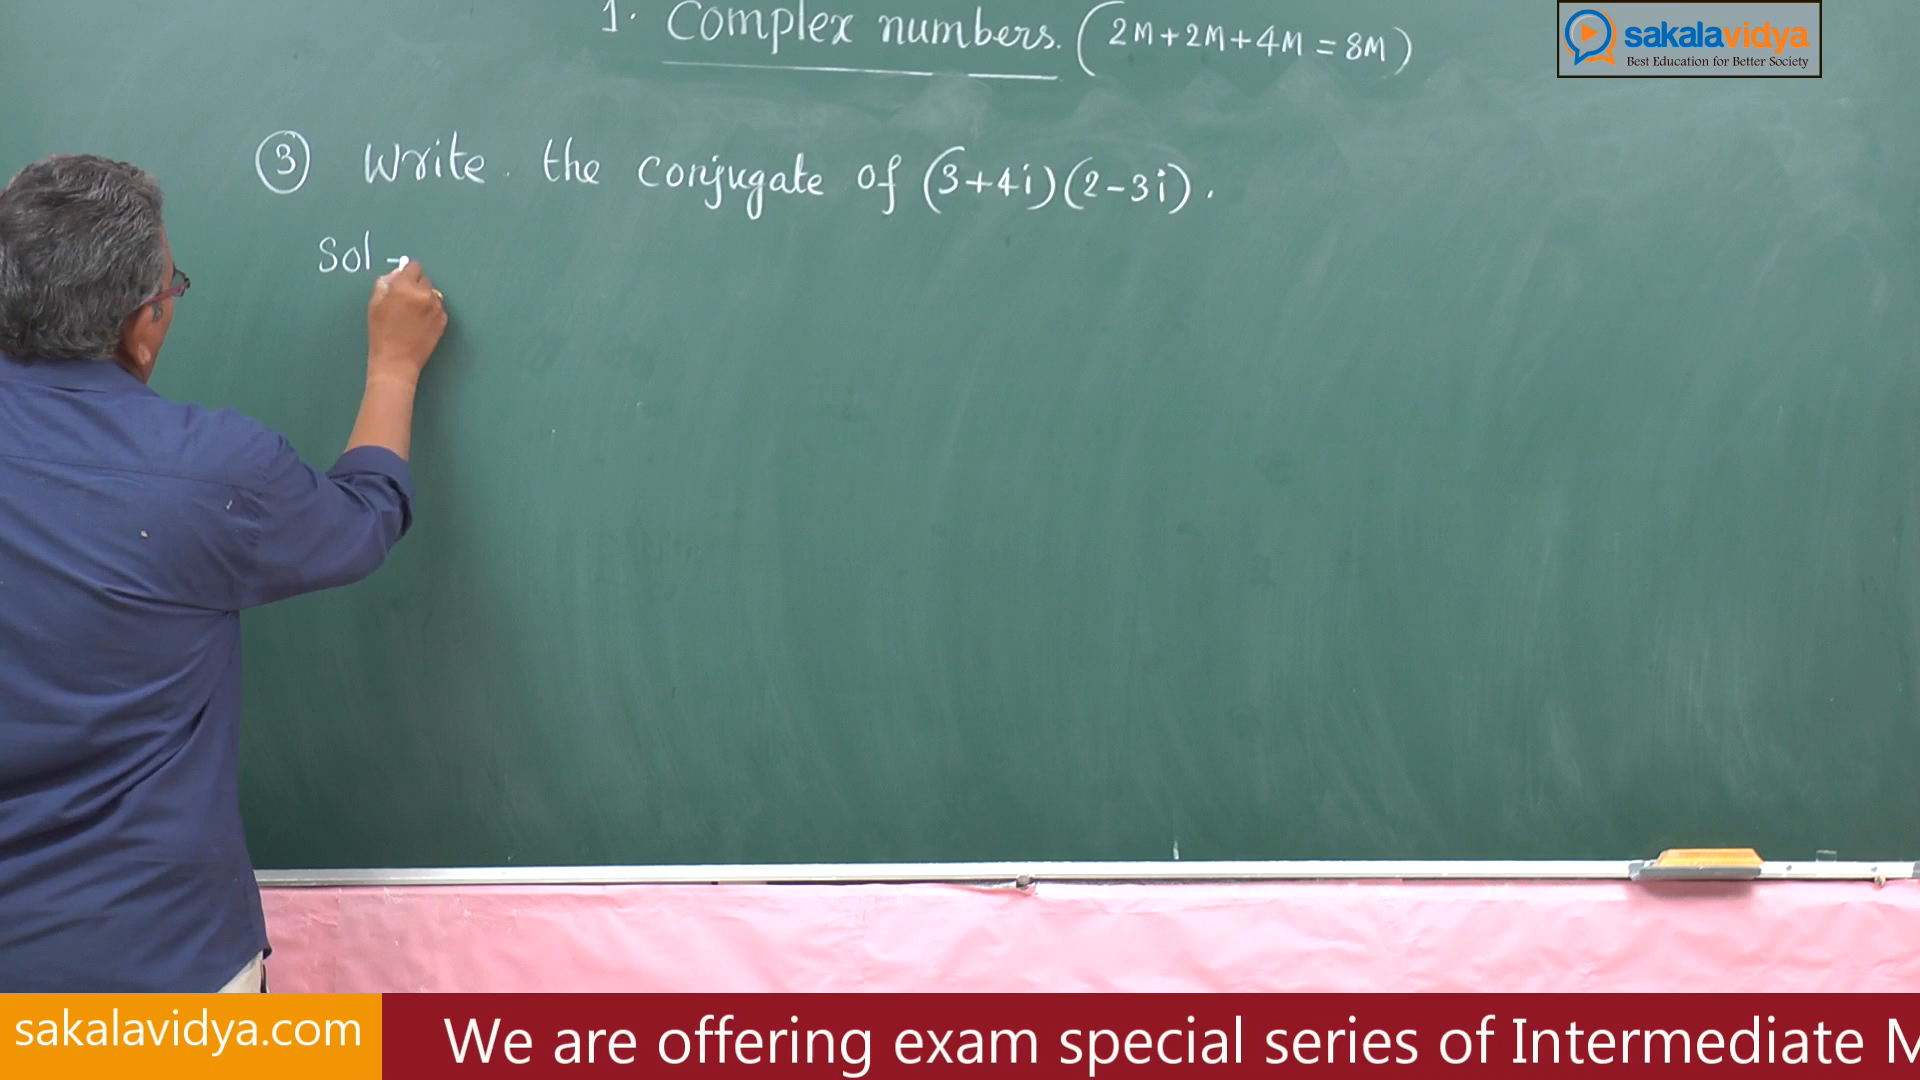 1. Complex numbers. (2M+2M+4M=8M)
sakalavidya
Best Education for Better Society
3 Write the conjugate of (3+4i)(2-3i).
Sol -
sakalavidya.com
We are offering exam special series of Intermediate M